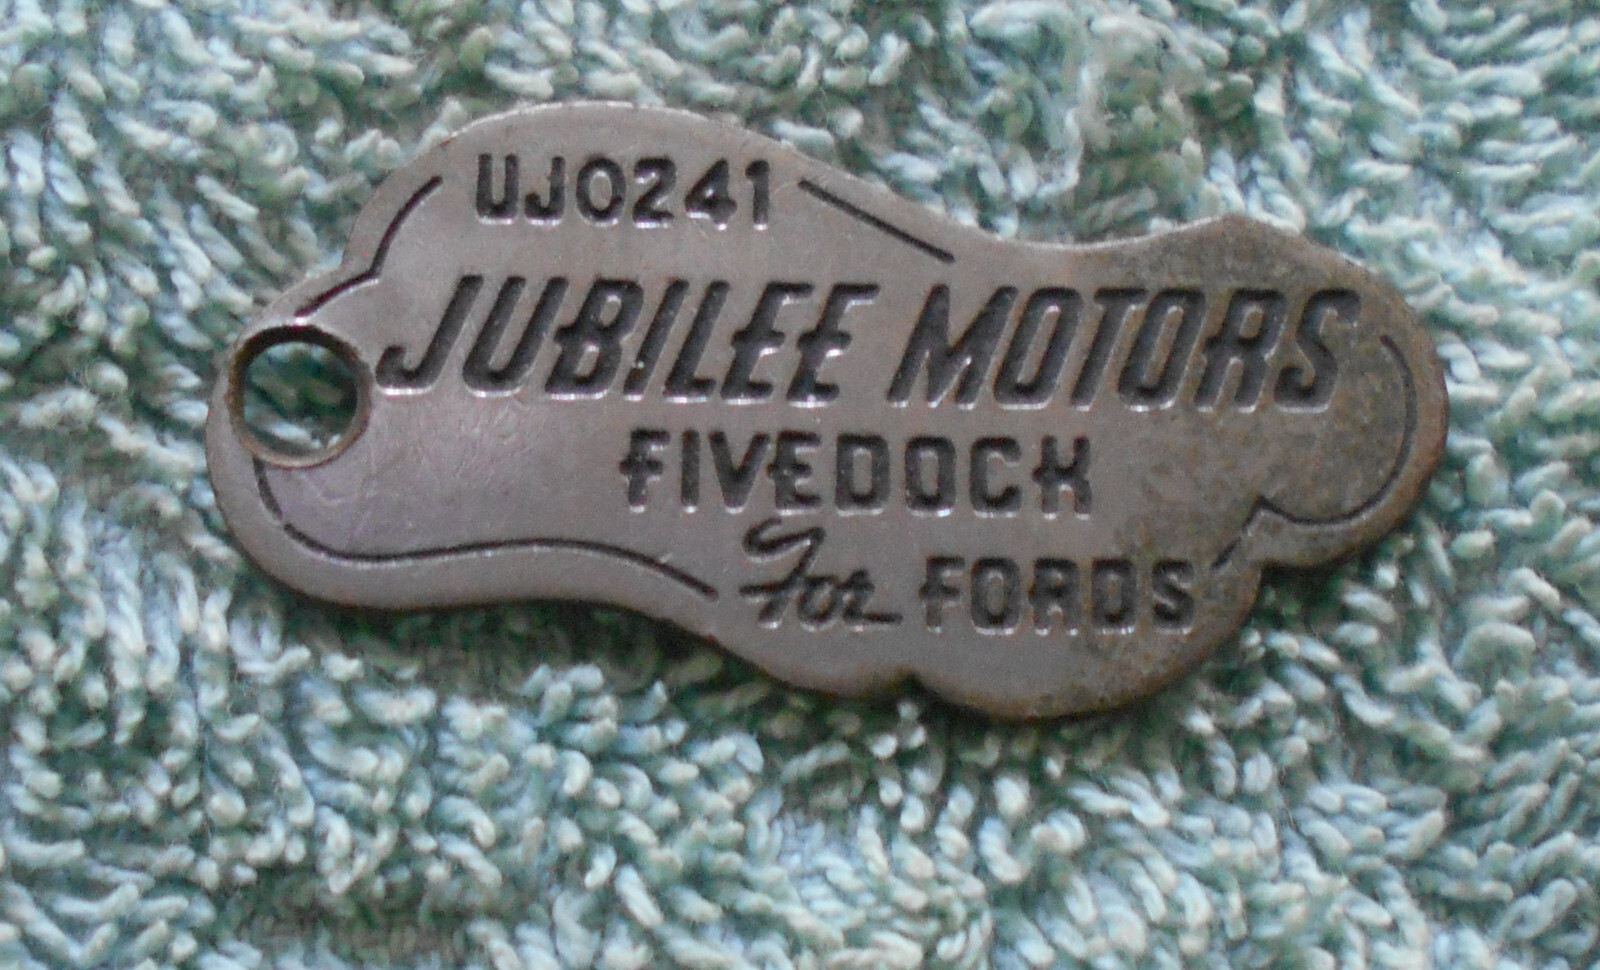 UJ0241
JUBILEE MOTORS
FIVEDOCK
For FORDS